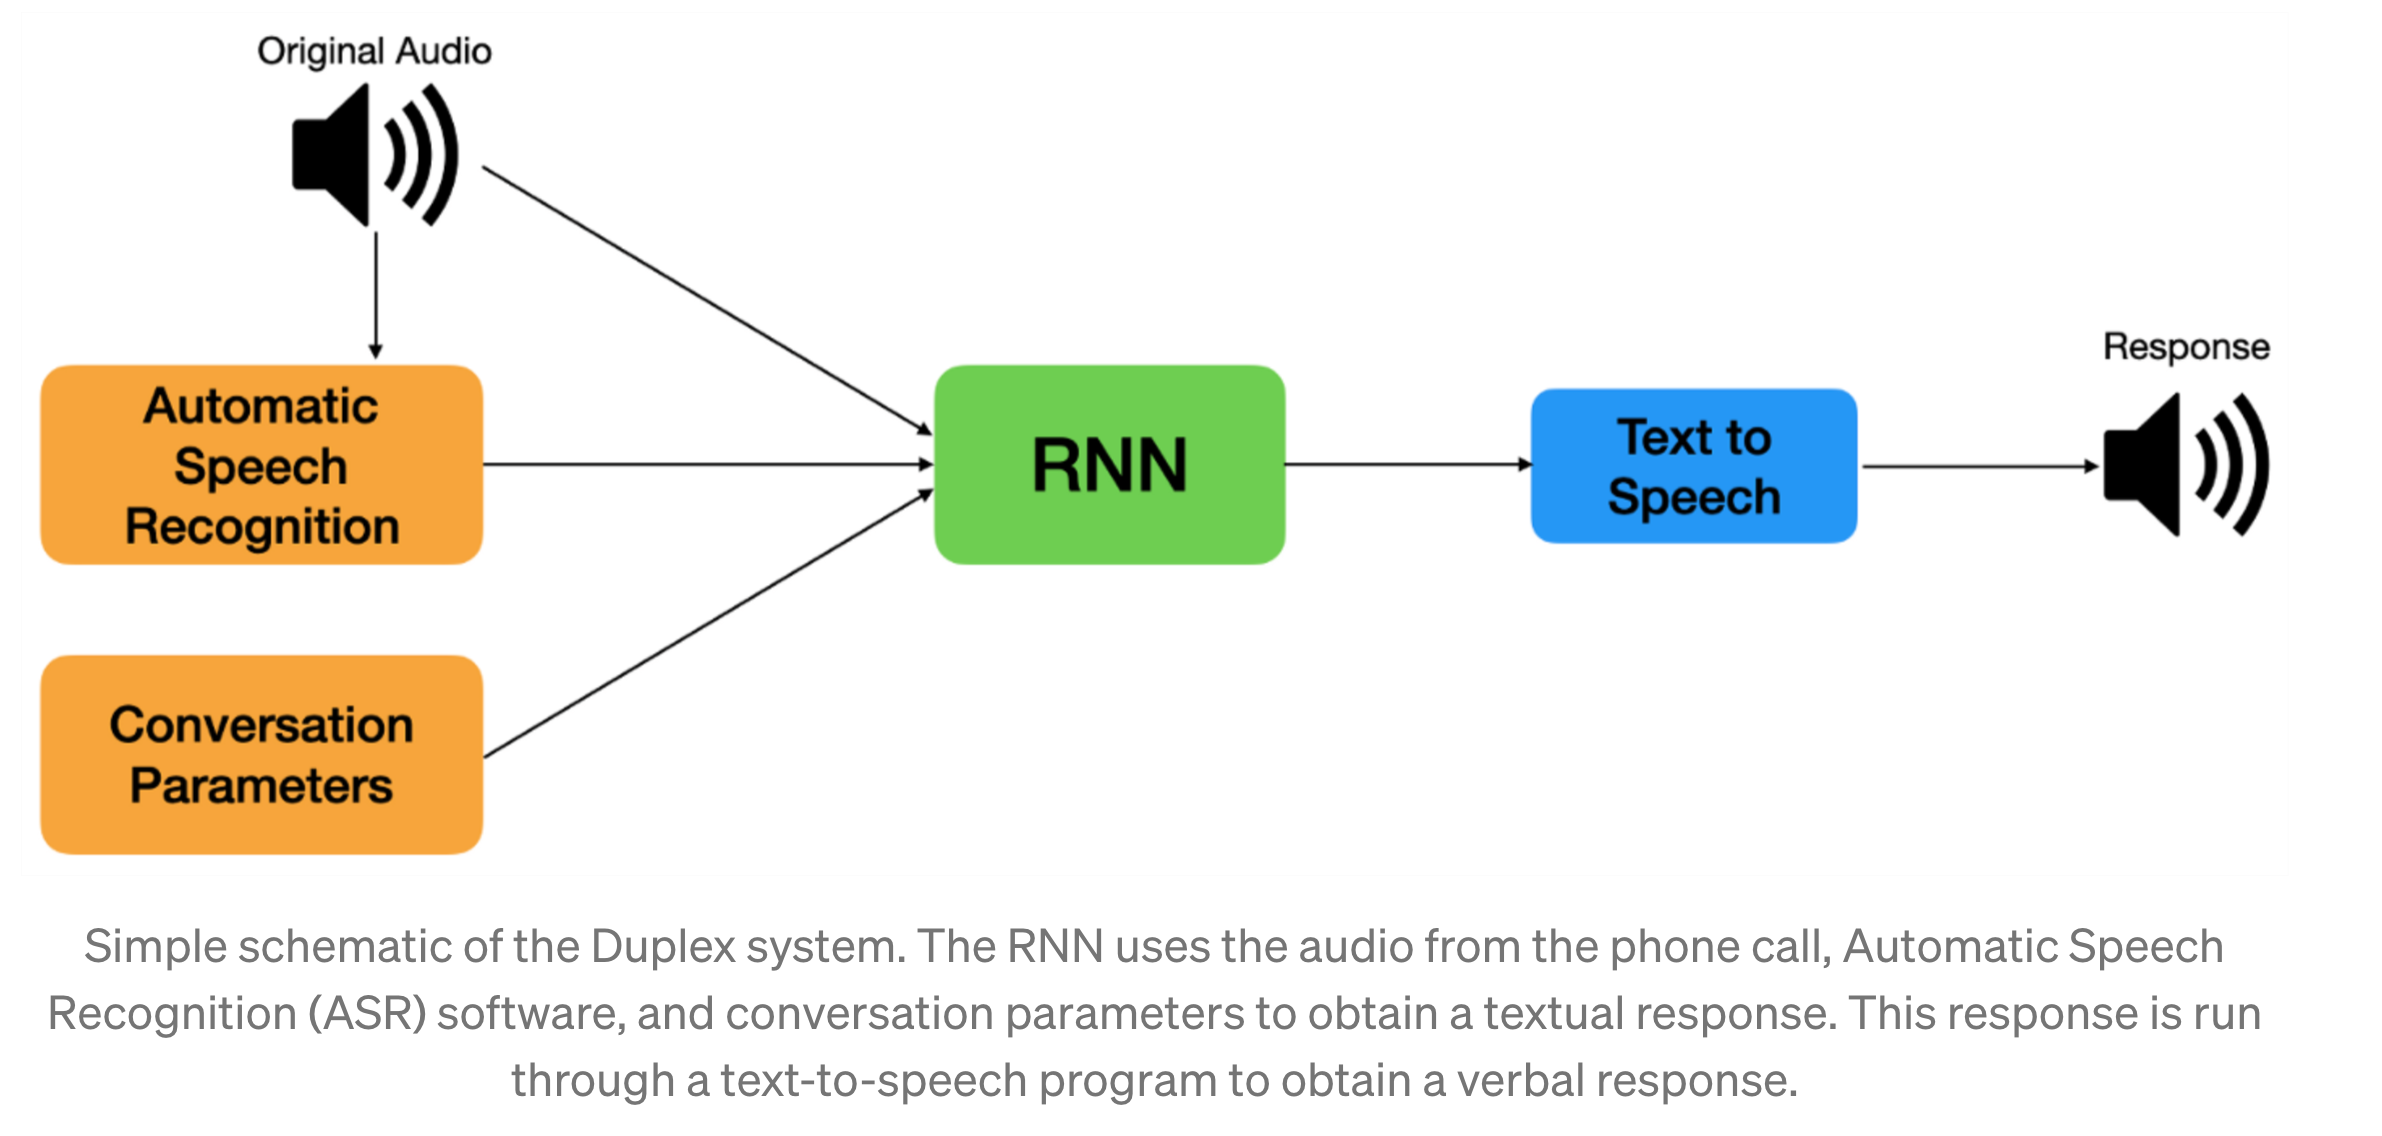 Original Audio
Automatic
Speech
Recognition
Conversation
Parameters
RNN
Text to
Speech
Response
Simple schematic of the Duplex system. The RNN uses the audio from the phone call, Automatic Speech
Recognition (ASR) software, and conversation parameters to obtain a textual response. This response is run
through a text-to-speech program to obtain a verbal response.